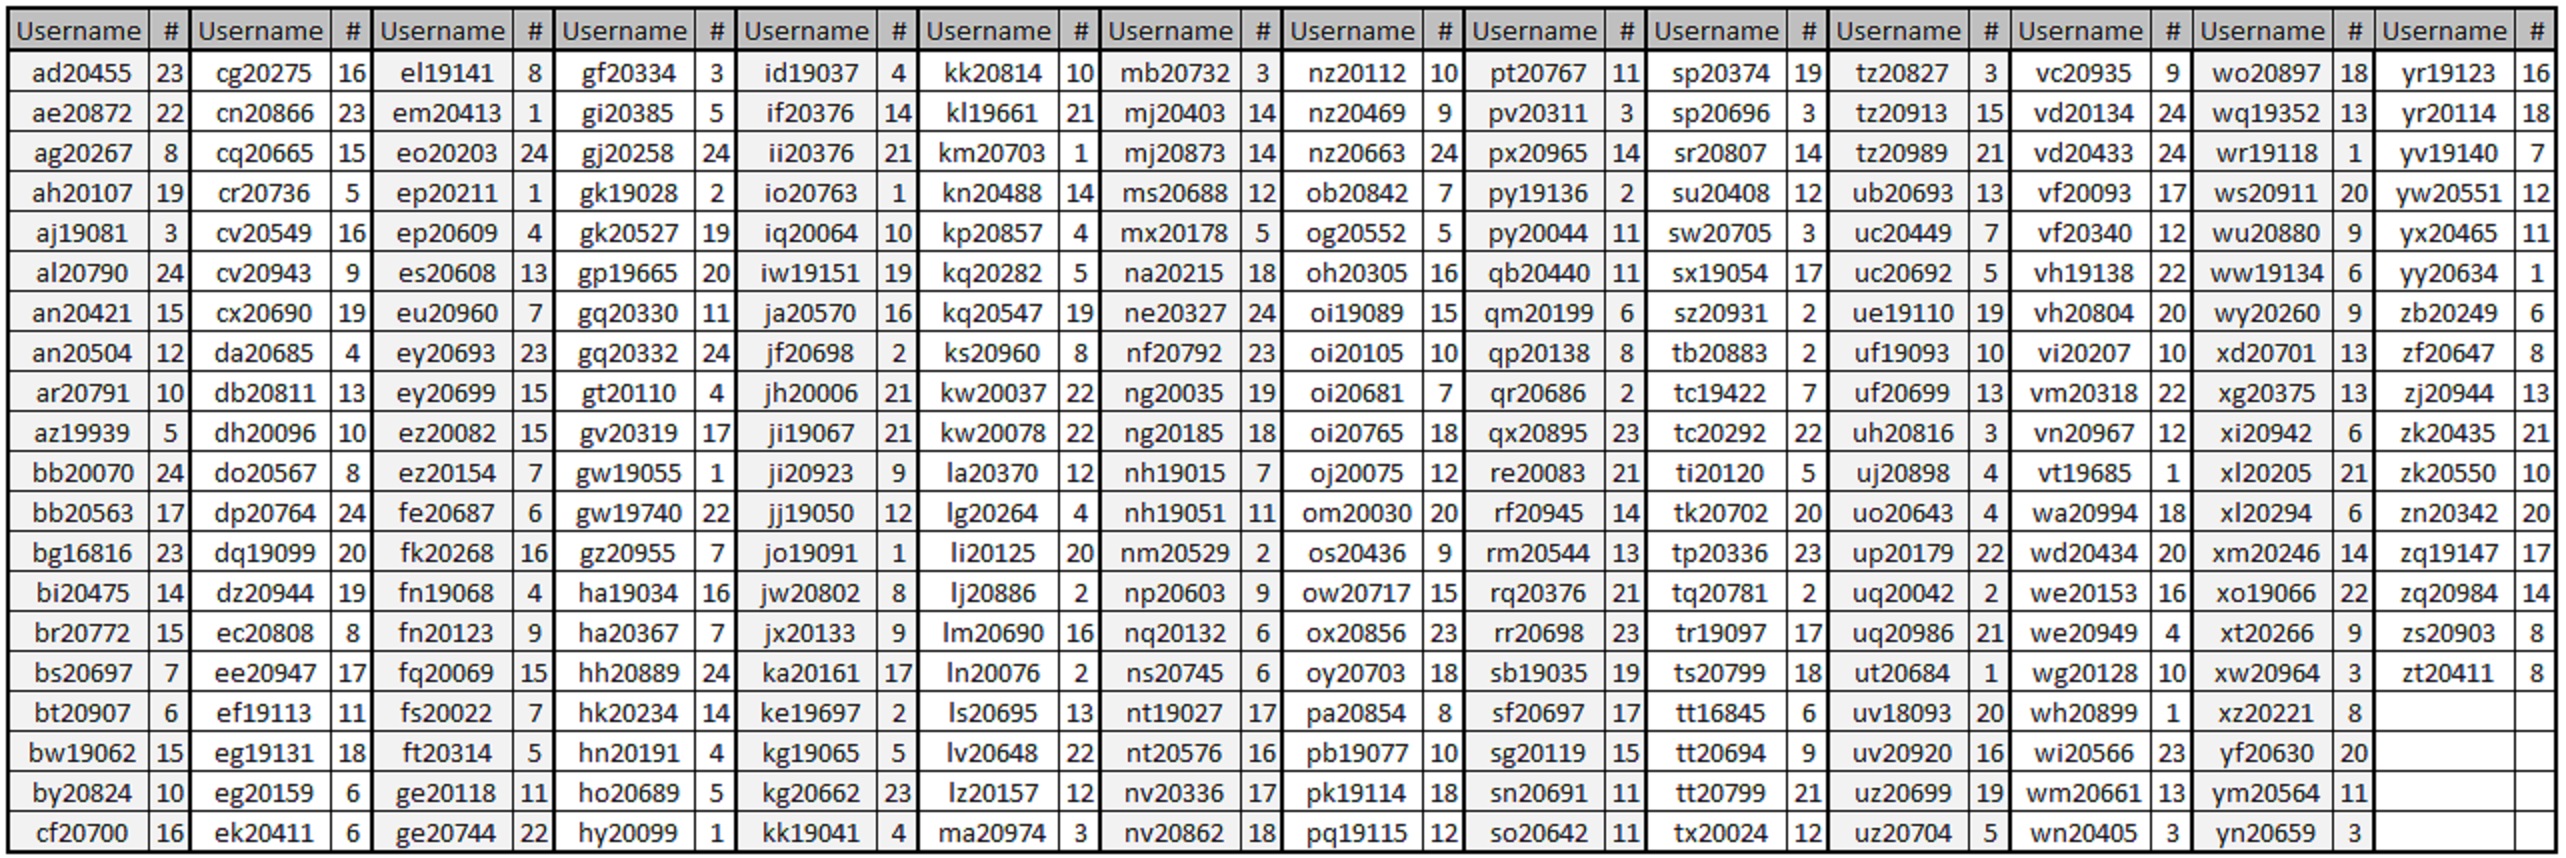 Username # Username # Username # Username # Username # Username # Username # Username # Username # Username # Username # Username # Username # Username #
ad20455 23 cg20275 16 el19141 8 gf20334 3 id19037 4 kk20814 10 mb20732 3 nz20112 10 pt20767 11 sp20374 19 tz20827 3 vc20935 9 wo20897 18 yr19123 16
ae20872 22 cn20866 23 em20413 1 gi20385 5 if20376 14 kl19661 21 mj20403 14 nz20469 9 pv20311 3 sp20696 3 tz20913 15 vd20134 24 wq19352 13 yr20114 18
ag20267 8 cq20665 15 eo20203 24 gj20258 24 ii20376 21 km20703 1 mj20873 14 nz20663 24 px20965 14 sr20807 14 tz20989 21 vd20433 24 wr19118 1 yv19140 7
ah20107 19 cr20736 5 ep20211 1 gk19028 2 io20763 1 kn20488 14 ms20688 12 ob20842 7 py19136 2 su20408 12 ub20693 13 vf20093 17 ws20911 20 yw20551 12
aj19081 3 cv20549 16 ep20609 4 gk20527 19 iq20064 10 kp20857 4 mx20178 5 og20552 5 py20044 11 sw20705 3 uc20449 7 vf20340 12 wu20880 9 yx20465 11
al20790 24 cv20943 9 es20608 13 gp19665 20 iw19151 19 kq20282 5 na20215 18 oh20305 16 qb20440 11 sx19054 17 uc20692 5 vh19138 22 ww19134 6 yy20634 1
an20421 15 cx20690 19 eu20960 7 gq20330 11 ja20570 16 kq20547 19 ne20327 24 oi19089 15 qm20199 6 sz20931 2 ue19110 19 vh20804 20 wy20260 9 zb20249 6
an20504 12 da20685 4 ey20693 23 gq20332 24 jf20698 2 ks20960 8 nf20792 23 oi20105 10 qp20138 8 tb20883 2 uf19093 10 vi20207 10 xd20701 13 zf20647 8
ar20791 10 db20811 13 ey20699 15 gt20110 4 jh20006 21 kw20037 22 ng20035 19 oi20681 7 qr20686 2 tc19422 7 uf20699 13 vm20318 22 xg20375 13 zj20944 13
az19939 5 dh20096 10 ez20082 15 gv20319 17 ji19067 21 kw20078 22 ng20185 18 oi20765 18 qx20895 23 tc20292 22 uh20816 3 vn20967 12 xi20942 6 zk20435 21
bb20070 24 do20567 8 ez20154 7 gw19055 1 ji20923 9 la20370 12 nh19015 7 oj20075 12 re20083 21 ti20120 5 uj20898 4 vt19685 1 xl20205 21 zk20550 10
bb20563 17 dp20764 24 fe20687 6 gw19740 22 jj19050 12 lg20264 4 nh19051 11 om20030 20 rf20945 14 tk20702 20 uo20643 4 wa20994 18 xl20294 6 zn20342 20
bg16816 23 dq19099 20 fk20268 16 gz20955 7 jo19091 1 li20125 20 nm20529 2 os20436 9 rm20544 13 tp20336 23 up20179 22 wd20434 20 xm20246 14 zq19147 17
bi20475 14 dz20944 19 fn19068 4 ha19034 16 jw20802 8 lj20886 2 np20603 9 ow20717 15 rq20376 21 tq20781 2 uq20042 2 we20153 16 xo19066 22 zq20984 14
br20772 15 ec20808 8 fn20123 9 ha20367 7 jx20133 9 lm20690 16 nq20132 6 ox20856 23 rr20698 23 tr19097 17 uq20986 21 we20949 4 xt20266 9 zs20903 8
bs20697 7 ee20947 17 fq20069 15 hh20889 24 ka20161 17 ln20076 2 ns20745 6 oy20703 18 sb19035 19 ts20799 18 ut20684 1 wg20128 10 xw20964 3 zt20411 8
bt20907 6 ef19113 11 fs20022 7 hk20234 14 ke19697 2 ls20695 13 nt19027 17 pa20854 8 sf20697 17 tt16845 6 uv18093 20 wh20899 1 xz20221 8
bw19062 15 eg19131 18 ft20314 5 hn20191 4 kg19065 5 lv20648 22 nt20576 16 pb19077 10 sg20119 15 tt20694 9 uv20920 16 wi20566 23 yf20630 20
by20824 10 eg20159 6 ge20118 11 ho20689 5 kg20662 23 lz20157 12 nv20336 17 pk19114 18 sn20691 11 tt20799 21 uz20699 19 wm20661 13 ym20564 11
cf20700 16 ek20411 6 ge20744 22 hy20099 1 kk19041 4 ma20974 3 nv20862 18 pq19115 12 so20642 11 tx20024 12 uz20704 5 wn20405 3 yn20659 3